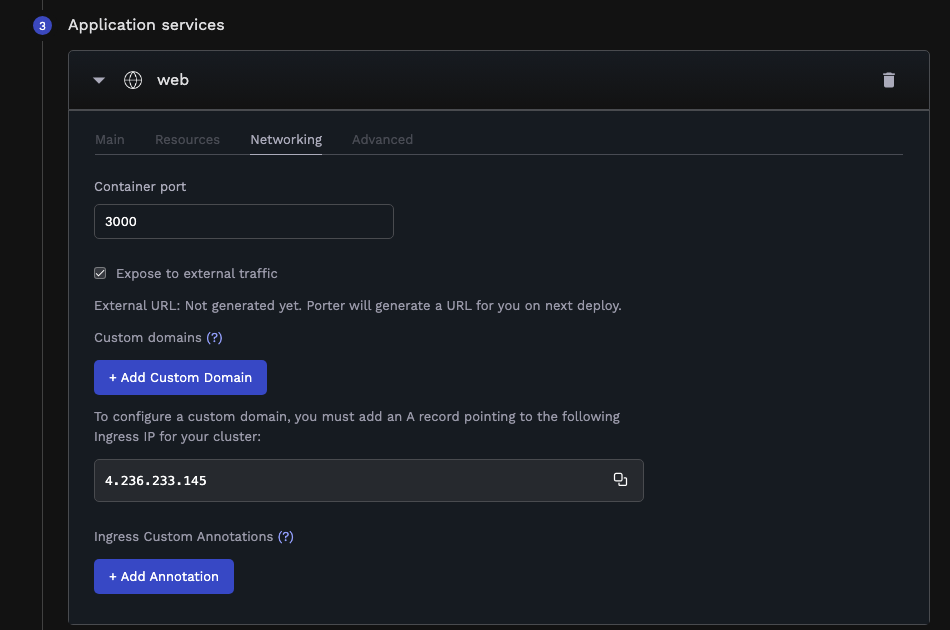 3 Application services
web
Main Resources Networking Advanced
Container port
3000
Expose to external traffic
External URL: Not generated yet. Porter will generate a URL for you on next deploy.
Custom domains (?)
+ Add Custom Domain
To configure a custom domain, you must add an A record pointing to the following
Ingress IP for your cluster:
4.236.233.145
Ingress Custom Annotations (?)
+ Add Annotation